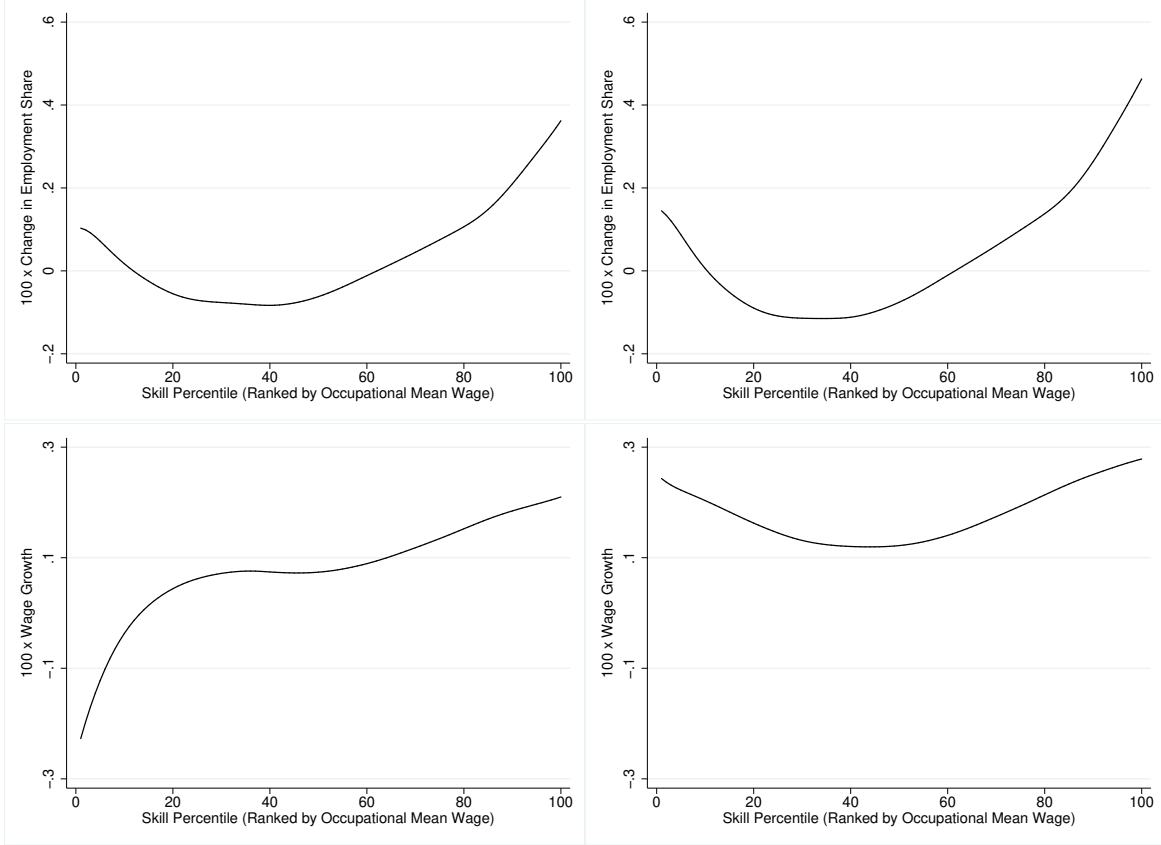 100 x Change in Employment Share
.6
.4
.2
0
-.2
0 20 40 60 80 100
Skill Percentile (Ranked by Occupational Mean Wage)
100 x Change in Employment Share
.6
.4
.2
0
-.2
0 20 40 60 80 100
Skill Percentile (Ranked by Occupational Mean Wage)
100 x Wage Growth
.3
.1
-.1
-.3
0 20 40 60 80 100
Skill Percentile (Ranked by Occupational Mean Wage)
100 x Wage Growth
.3
.1
-.1
-.3
0 20 40 60 80 100
Skill Percentile (Ranked by Occupational Mean Wage)